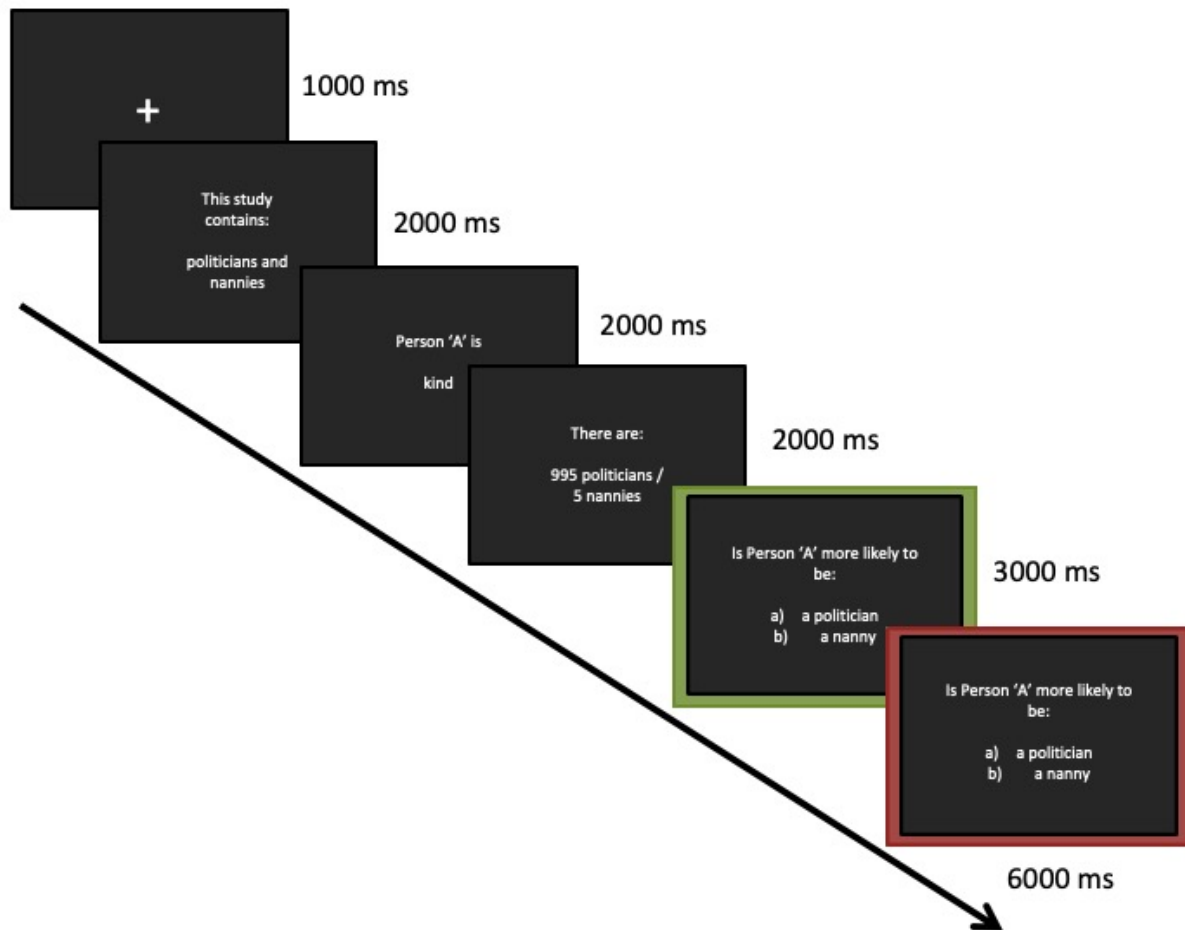 +
1000 ms
This study
contains:
politicians and
nannies
2000 ms
Person ‘A’ is
kind
2000 ms
There are:
995 politicians /
5 nannies
2000 ms
Is Person ‘A’ more likely to
be:
a) a politician
b) a nanny
3000 ms
Is Person ‘A’ more likely to
be:
a) a politician
b) a nanny
6000 ms